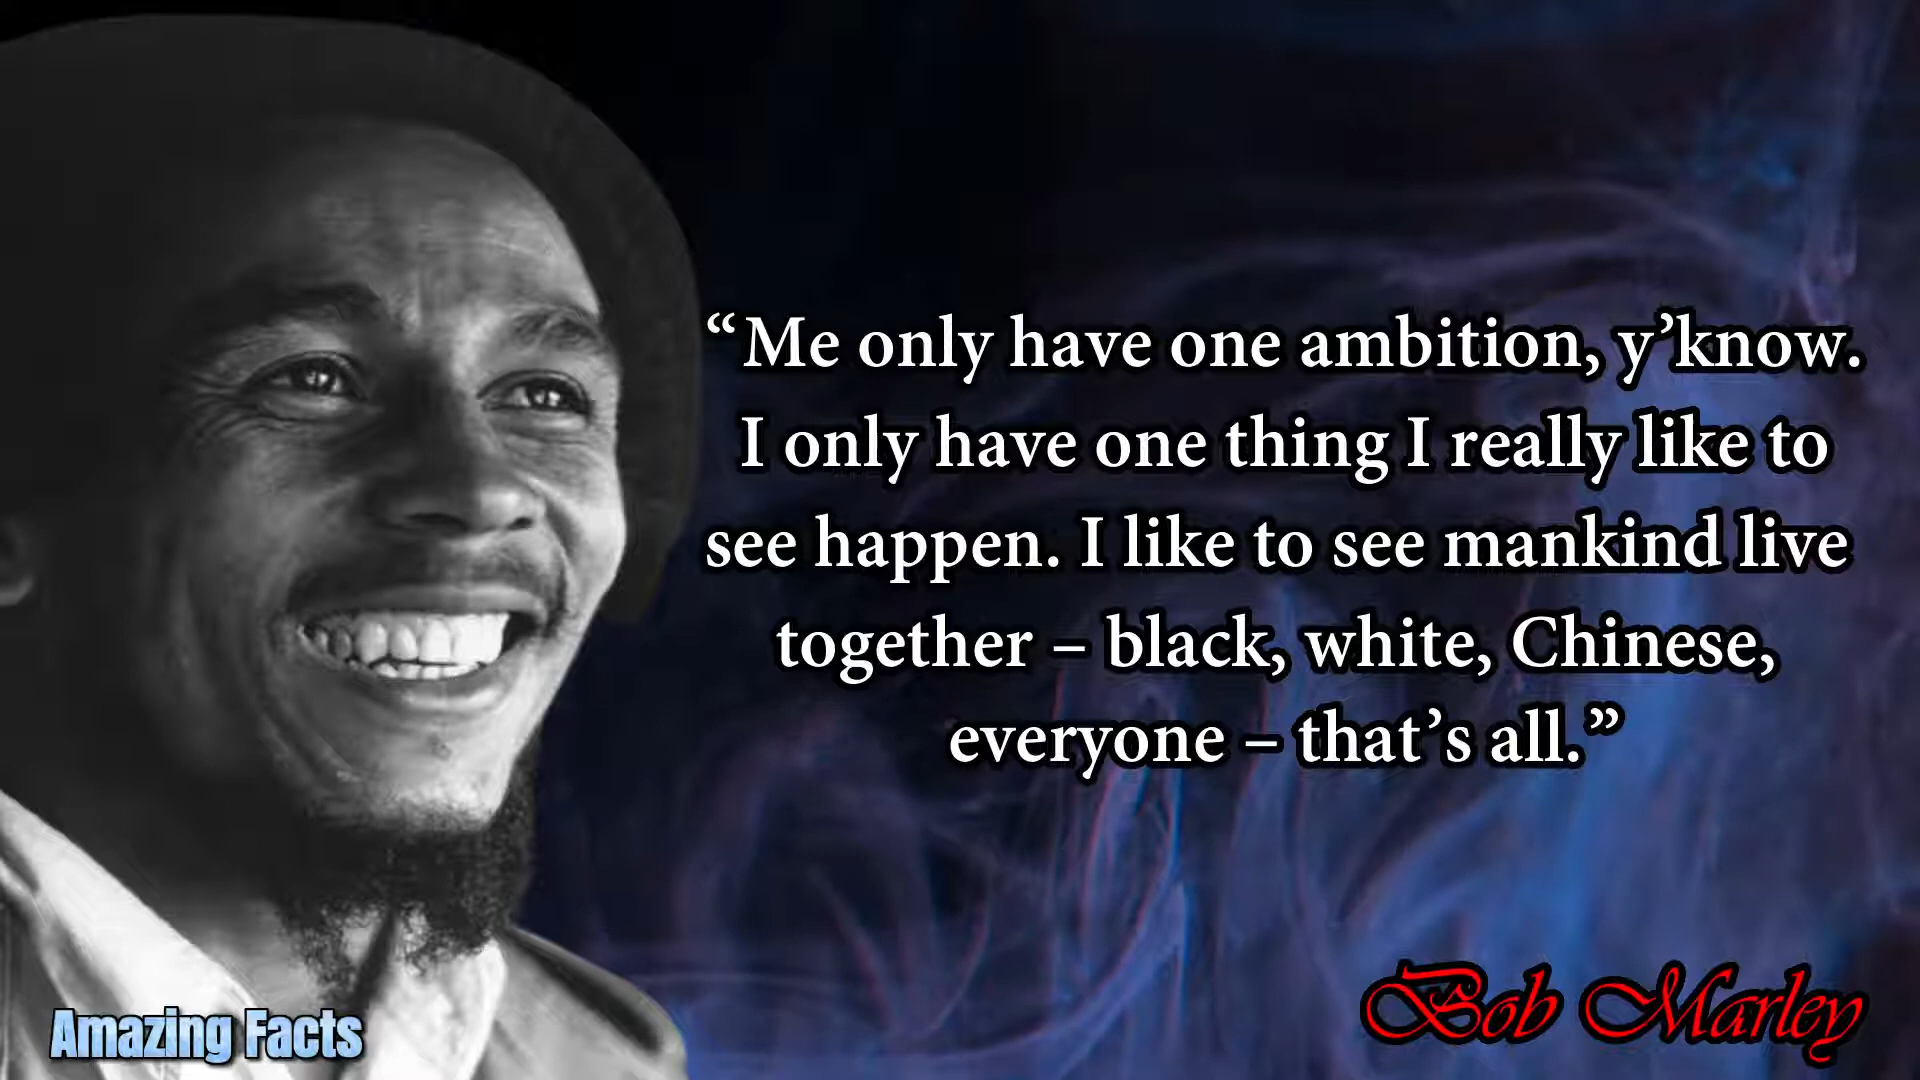 “Me only have one ambition, y’know.
I only have one thing I really like to
see happen. I like to see mankind live
together – black, white, Chinese,
everyone – that’s all.”
Bob Marley
Amazing Facts